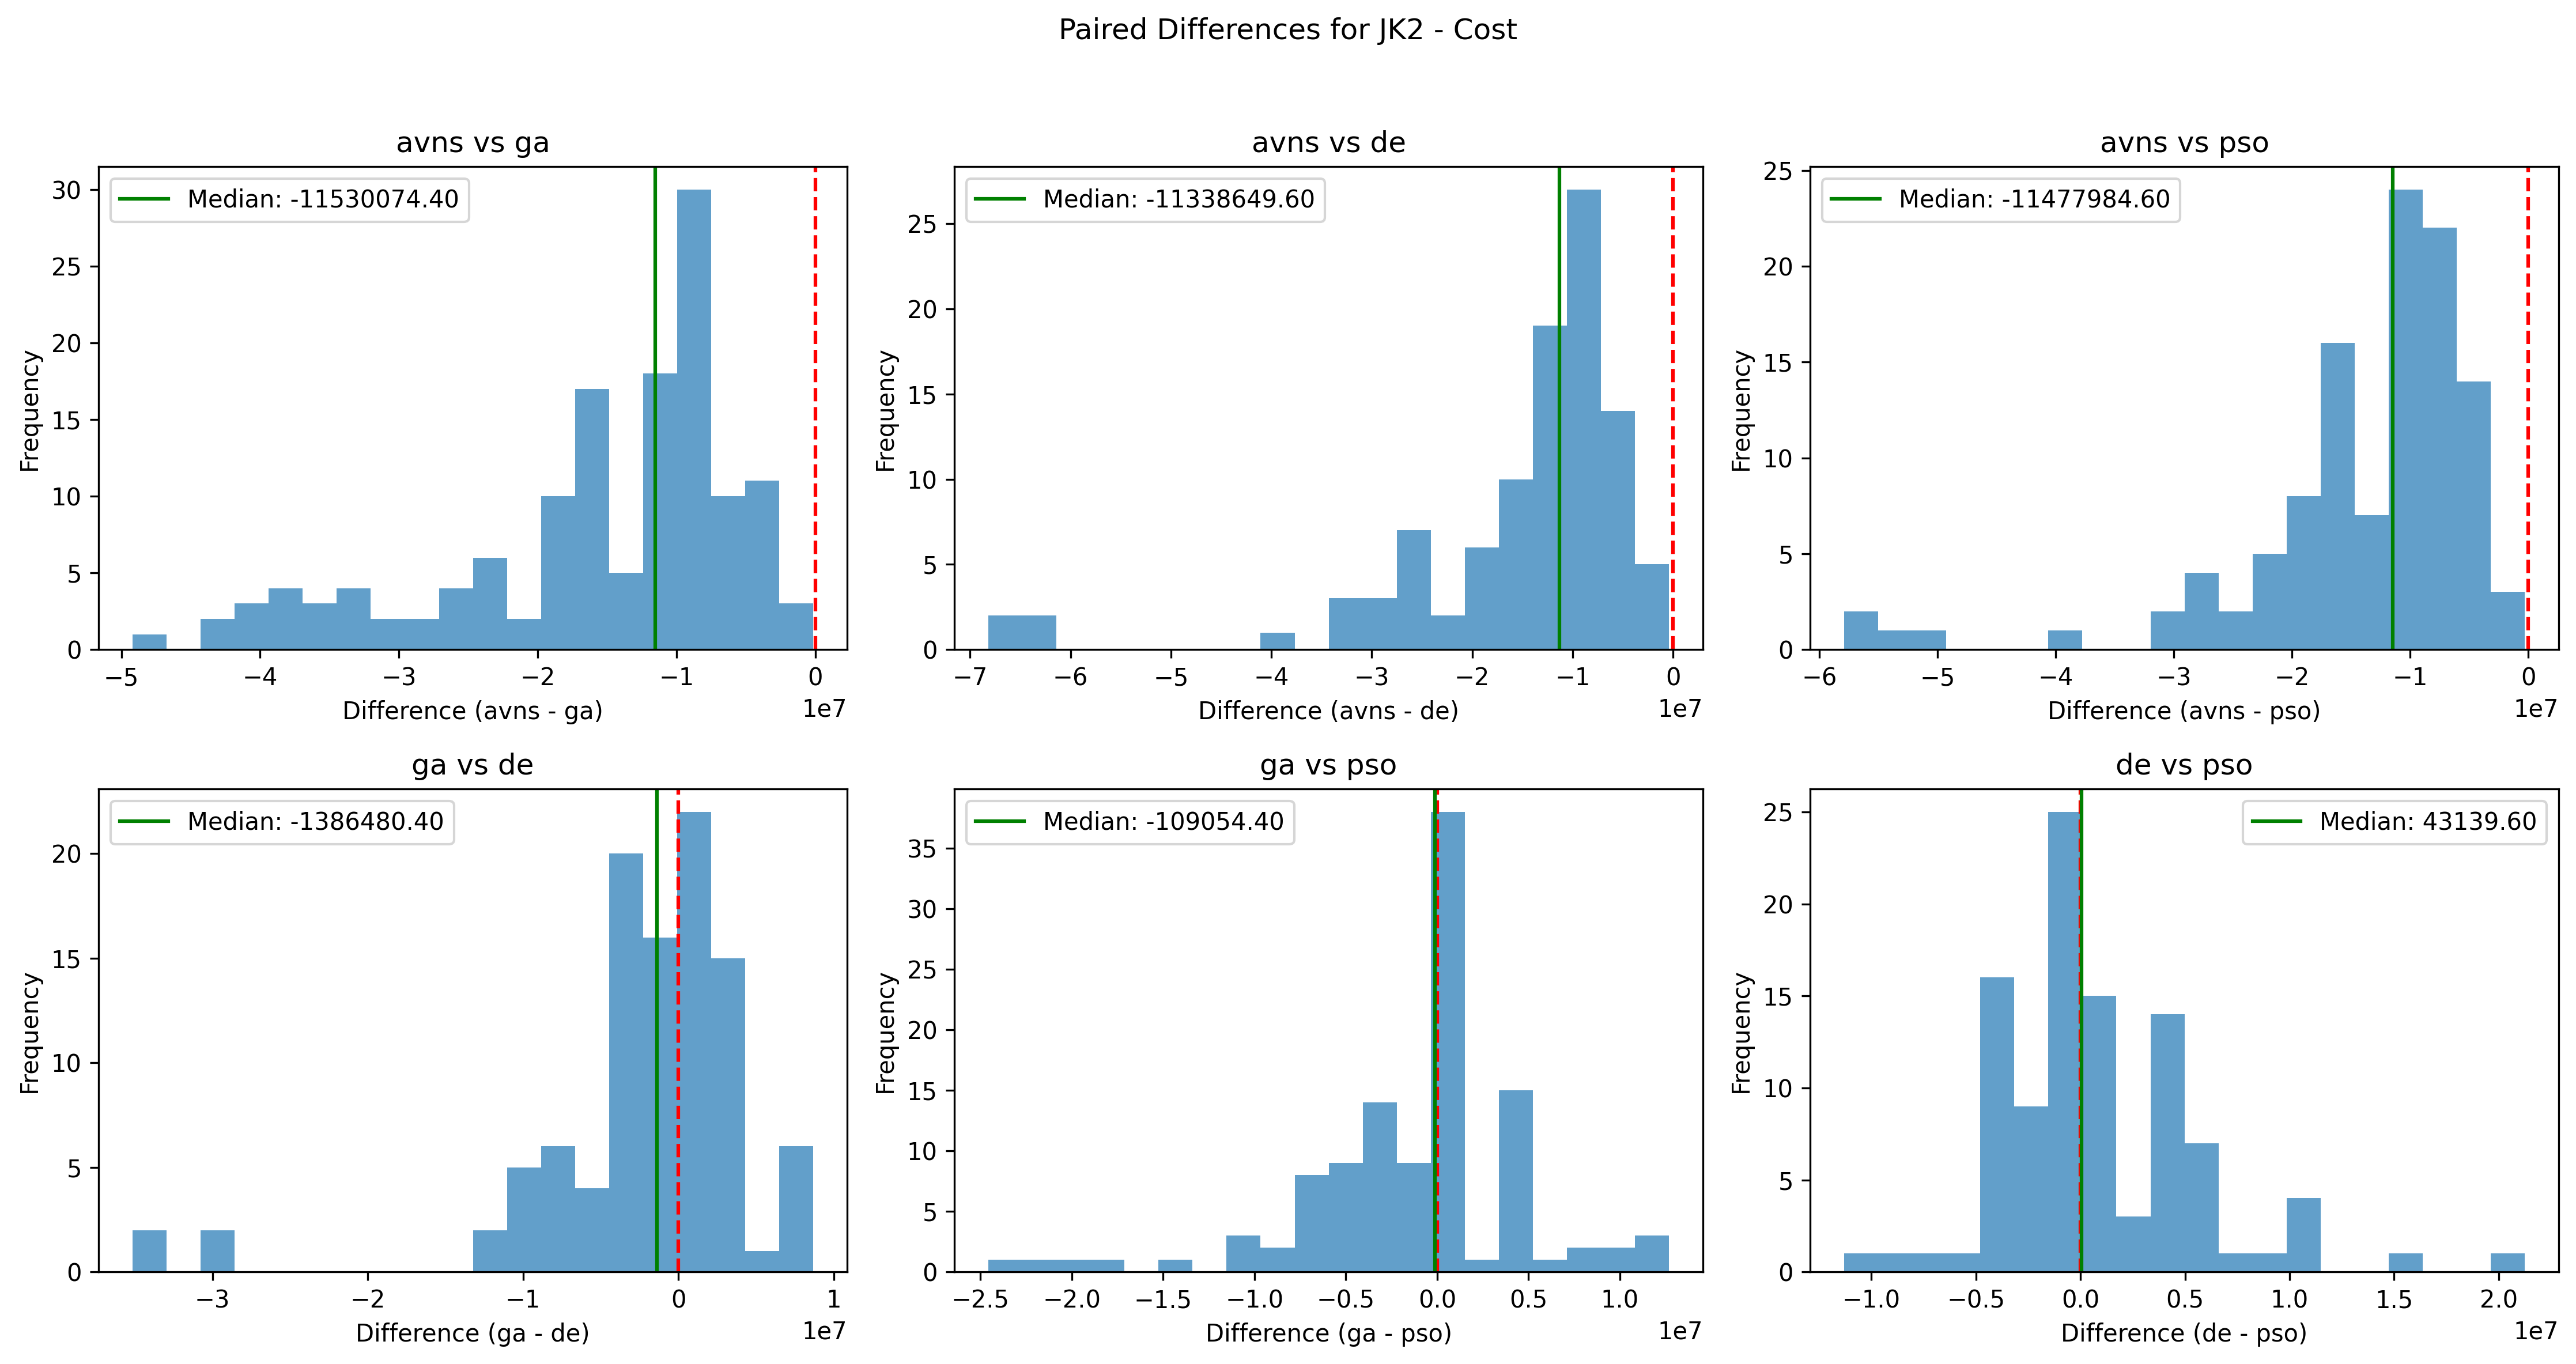 Paired Differences for JK2 - Cost
avns vs ga
Median: -11530074.40
Frequency
30
25
20
15
10
5
0
−5 −4 −3 −2 −1 0
1e7
Difference (avns - ga)
avns vs de
Median: -11338649.60
Frequency
25
20
15
10
5
0
−7 −6 −5 −4 −3 −2 −1 0
1e7
Difference (avns - de)
avns vs pso
Median: -11477984.60
Frequency
25
20
15
10
5
0
−6 −5 −4 −3 −2 −1 0
1e7
Difference (avns - pso)
ga vs de
Median: -1386480.40
Frequency
20
15
10
5
0
−3 −2 −1 0 1
1e7
Difference (ga - de)
ga vs pso
Median: -109054.40
Frequency
35
30
25
20
15
10
5
0
−2.5 −2.0 −1.5 −1.0 −0.5 0.0 0.5 1.0
1e7
Difference (ga - pso)
de vs pso
Median: 43139.60
Frequency
25
20
15
10
5
0
−1.0 −0.5 0.0 0.5 1.0 1.5 2.0
1e7
Difference (de - pso)